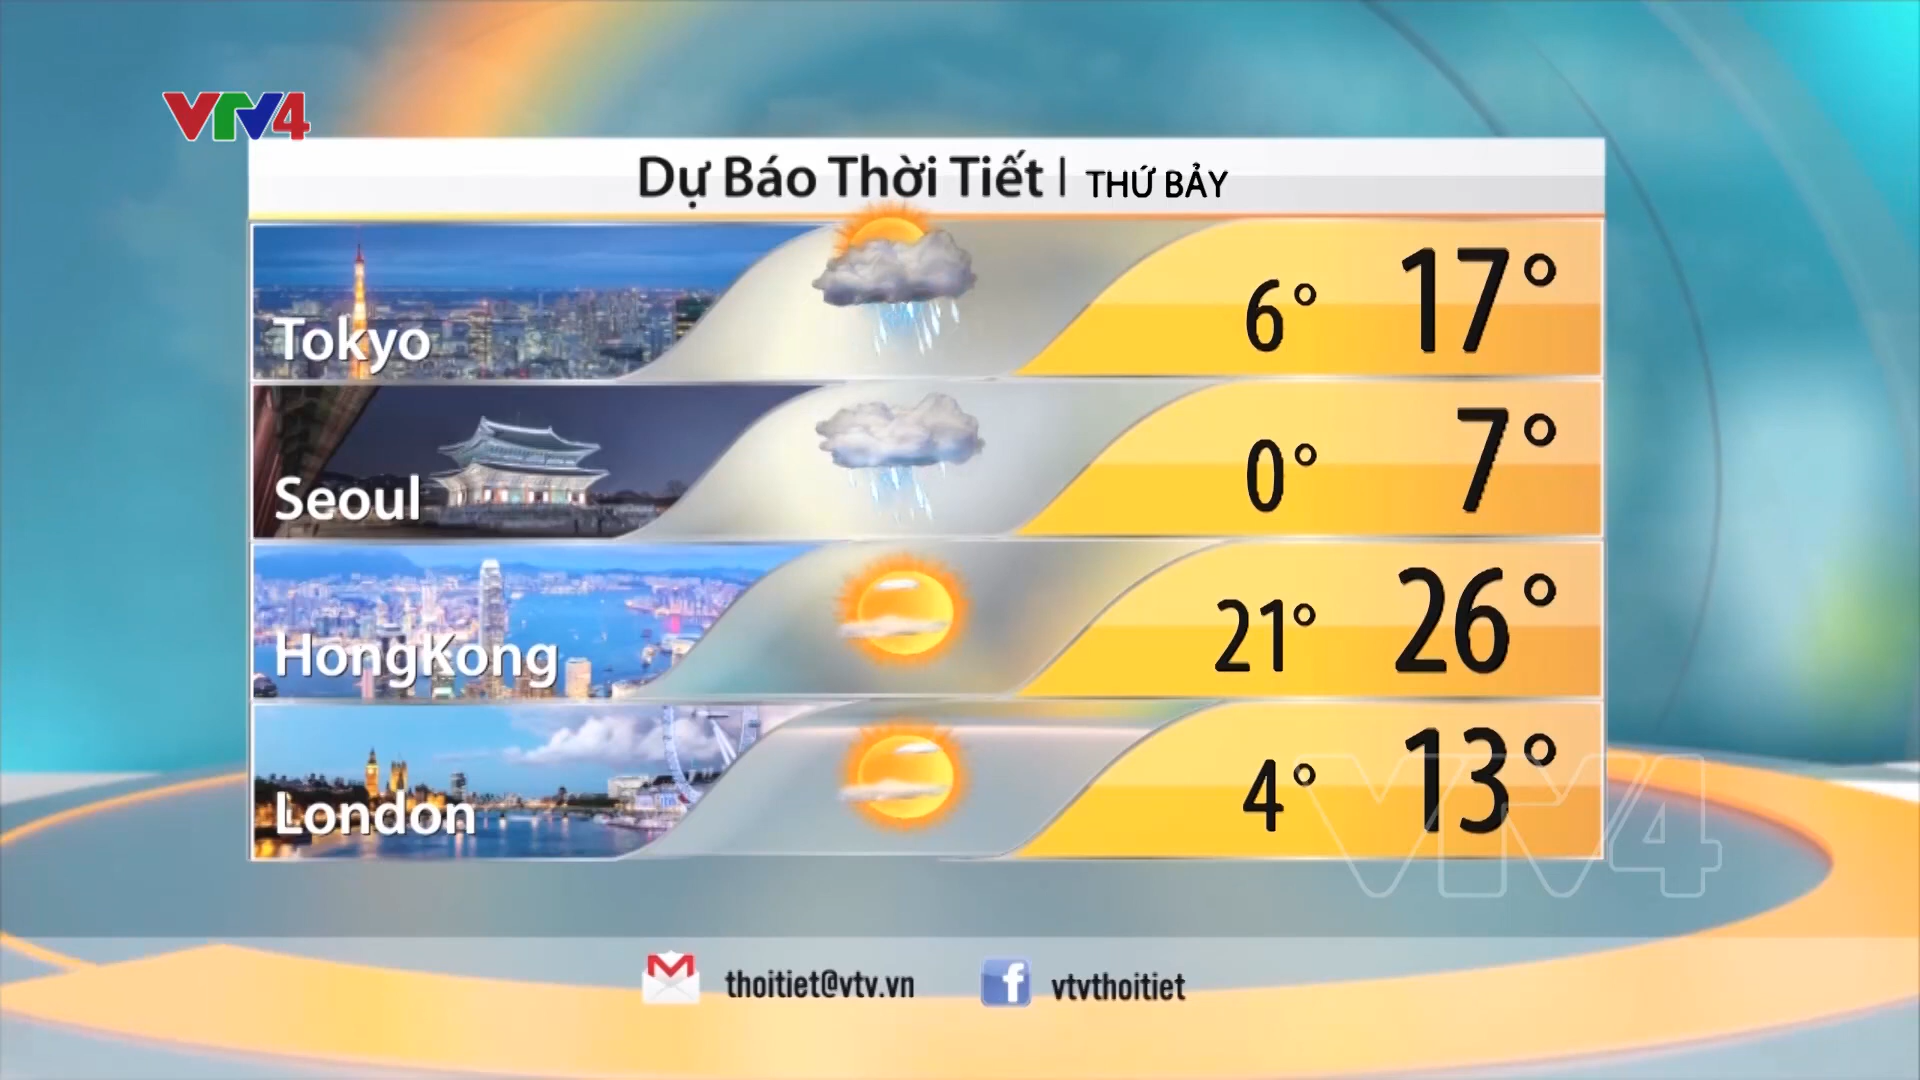 VTV4
Dự Báo Thời Tiết | THỨ BẢY
Tokyo 6° 17°
Seoul 0° 7°
HongKong 21° 26°
London 4° 13°
VTV4
thoitiet@vtv.vn vtvthoitiet